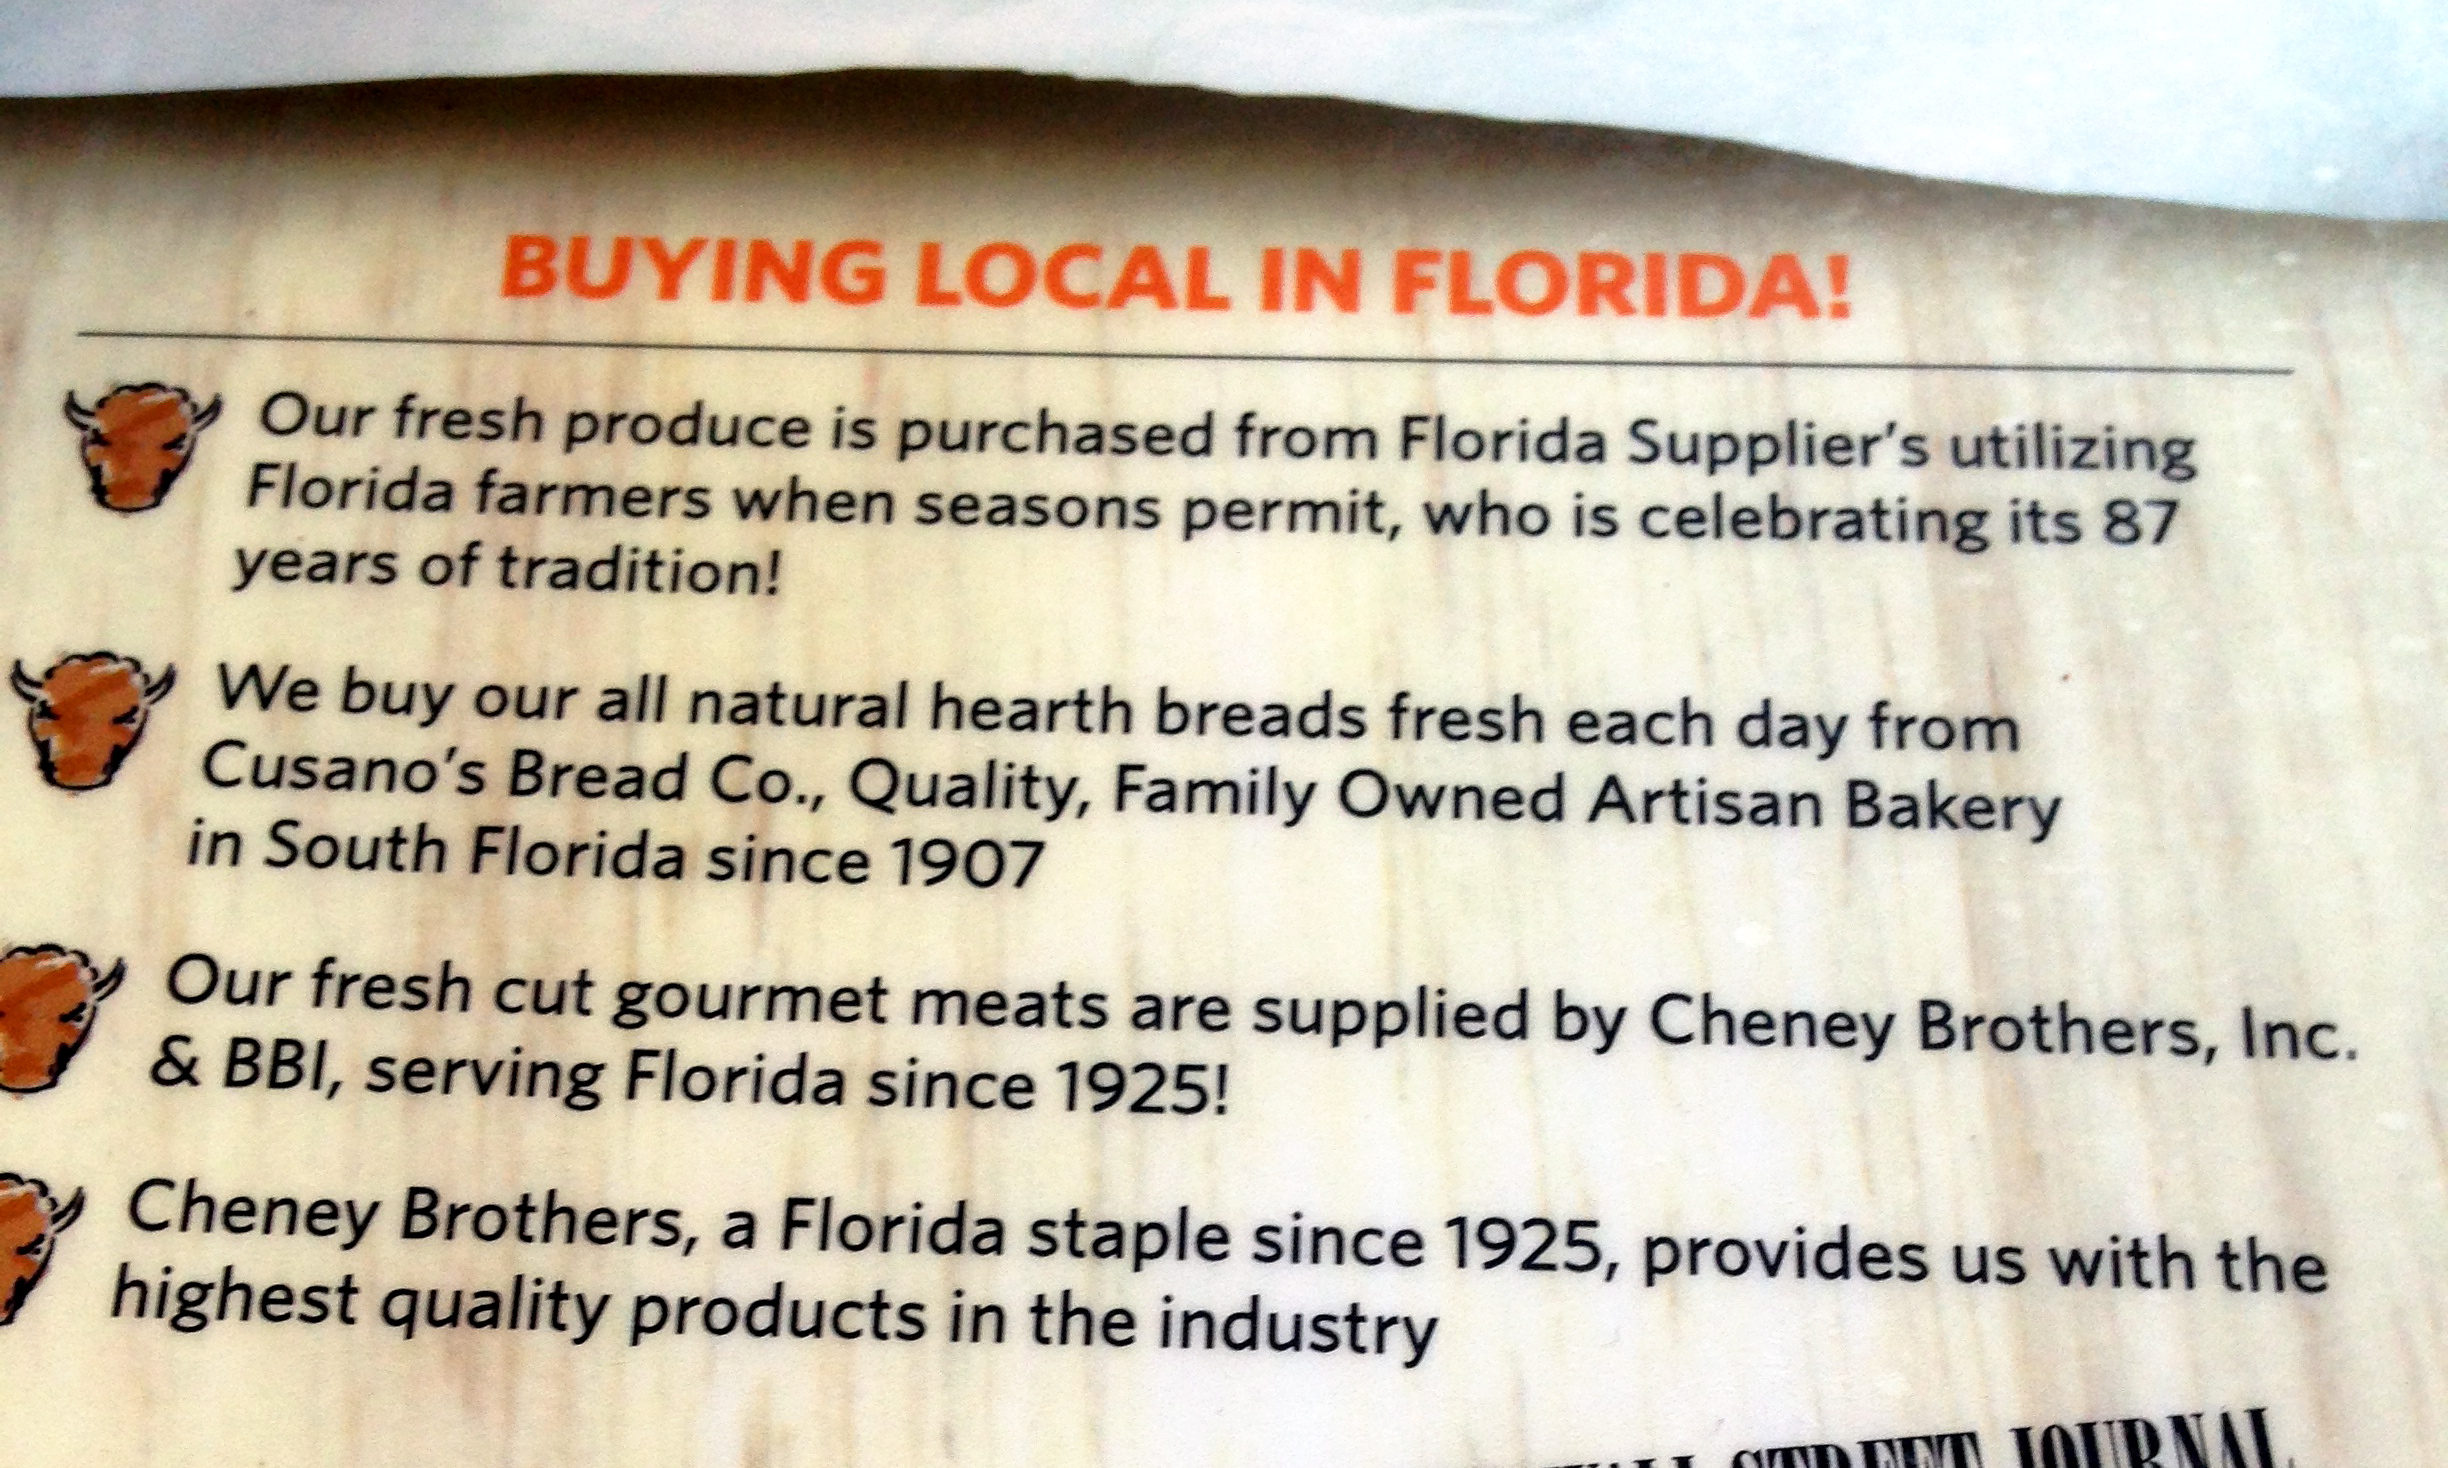 BUYING LOCAL IN FLORIDA!
Our fresh produce is purchased from Florida Supplier's utilizing
Florida farmers when seasons permit, who is celebrating its 87
years of tradition!
We buy our all natural hearth breads fresh each day from
Cusano's Bread Co., Quality, Family Owned Artisan Bakery
in South Florida since 1907
Our fresh cut gourmet meats are supplied by Cheney Brothers, Inc.
& BBI, serving Florida since 1925!
Cheney Brothers, a Florida staple since 1925, provides us with the
highest quality products in the industry
WALL STREET JOURNAL